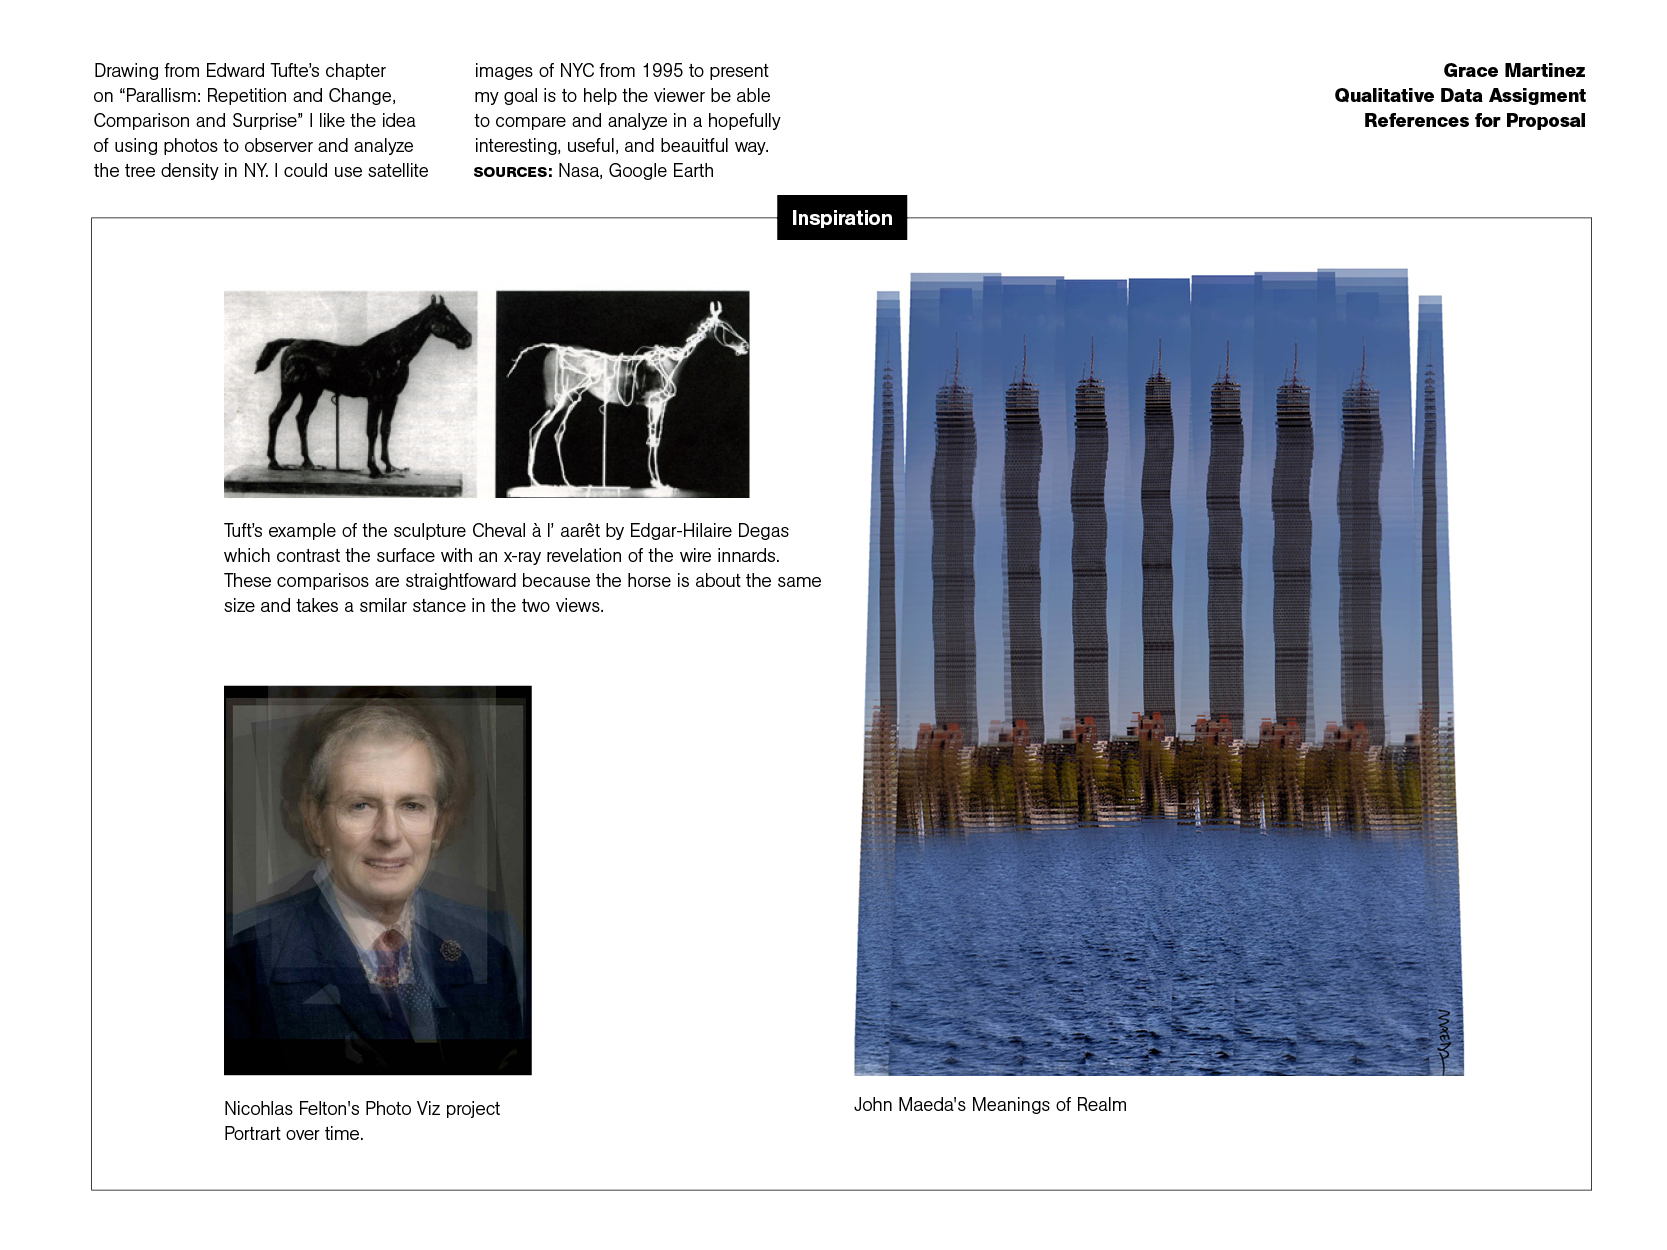 Drawing from Edward Tufte's chapter
on “Parallism: Repetition and Change,
Comparison and Surprise” I like the idea
of using photos to observer and analyze
the tree density in NY. I could use satellite
images of NYC from 1995 to present
my goal is to help the viewer be able
to compare and analyze in a hopefully
interesting, useful, and beauitful way.
SOURCES: Nasa, Google Earth
Grace Martinez
Qualitative Data Assigment
References for Proposal
Inspiration
Tuft's example of the sculpture Cheval à l' aarêt by Edgar-Hilaire Degas
which contrast the surface with an x-ray revelation of the wire innards.
These comparisos are straightfoward because the horse is about the same
size and takes a smilar stance in the two views.
Nicohlas Felton's Photo Viz project
Portrart over time.
John Maeda's Meanings of Realm